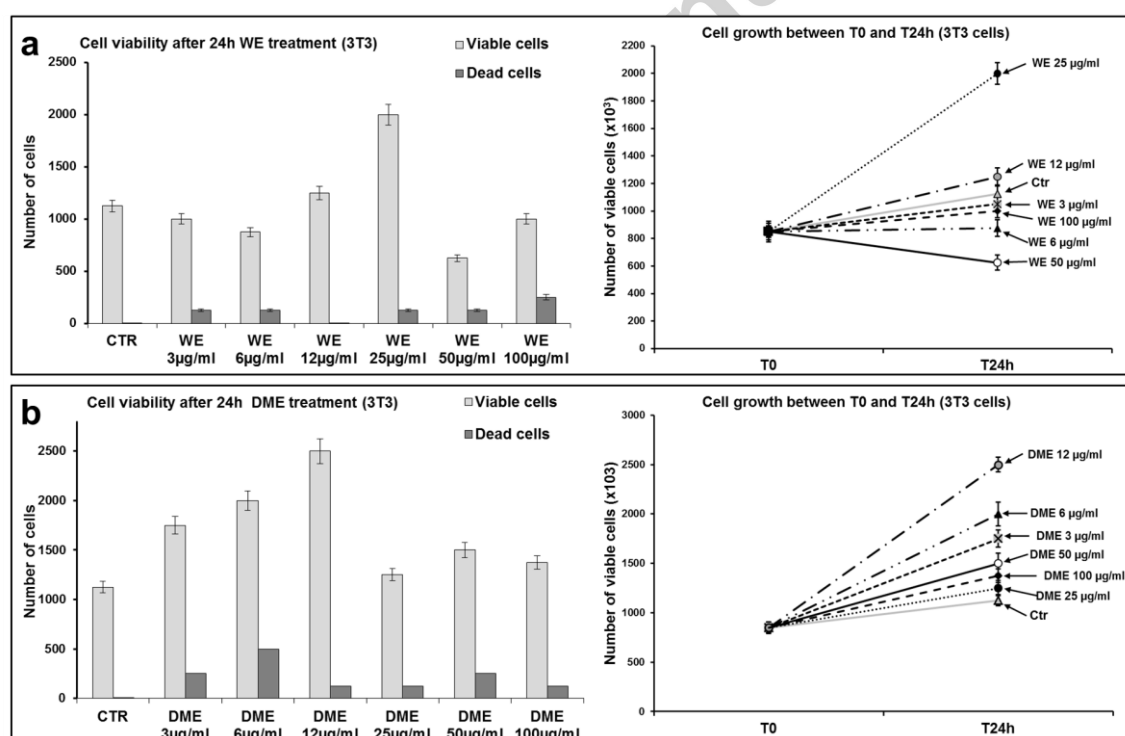 a
Cell viability after 24h WE treatment (3T3)
Viable cells
Dead cells
Number of cells
2500
2000
1500
1000
500
0
CTR
WE
3µg/ml
WE
6µg/ml
WE
12µg/ml
WE
25µg/ml
WE
50µg/ml
WE
100µg/ml
Cell growth between T0 and T24h (3T3 cells)
Number of viable cells (x10³)
2200
2000
1800
1600
1400
1200
1000
800
600
400
200
0
T0
T24h
WE 25 µg/ml
WE 12 µg/ml
Ctr
WE 3 µg/ml
WE 100 µg/ml
WE 6 µg/ml
WE 50 µg/ml
b
Cell viability after 24h DME treatment (3T3)
Viable cells
Dead cells
Number of cells
2500
2000
1500
1000
500
0
CTR
DME
3µg/ml
DME
6µg/ml
DME
12µg/ml
DME
25µg/ml
DME
50µg/ml
DME
100µg/ml
Cell growth between T0 and T24h (3T3 cells)
Number of viable cells (x103)
3000
2500
2000
1500
1000
500
0
T0
T24h
DME 12 µg/ml
DME 6 µg/ml
DME 3 µg/ml
DME 50 µg/ml
DME 100 µg/ml
DME 25 µg/ml
Ctr